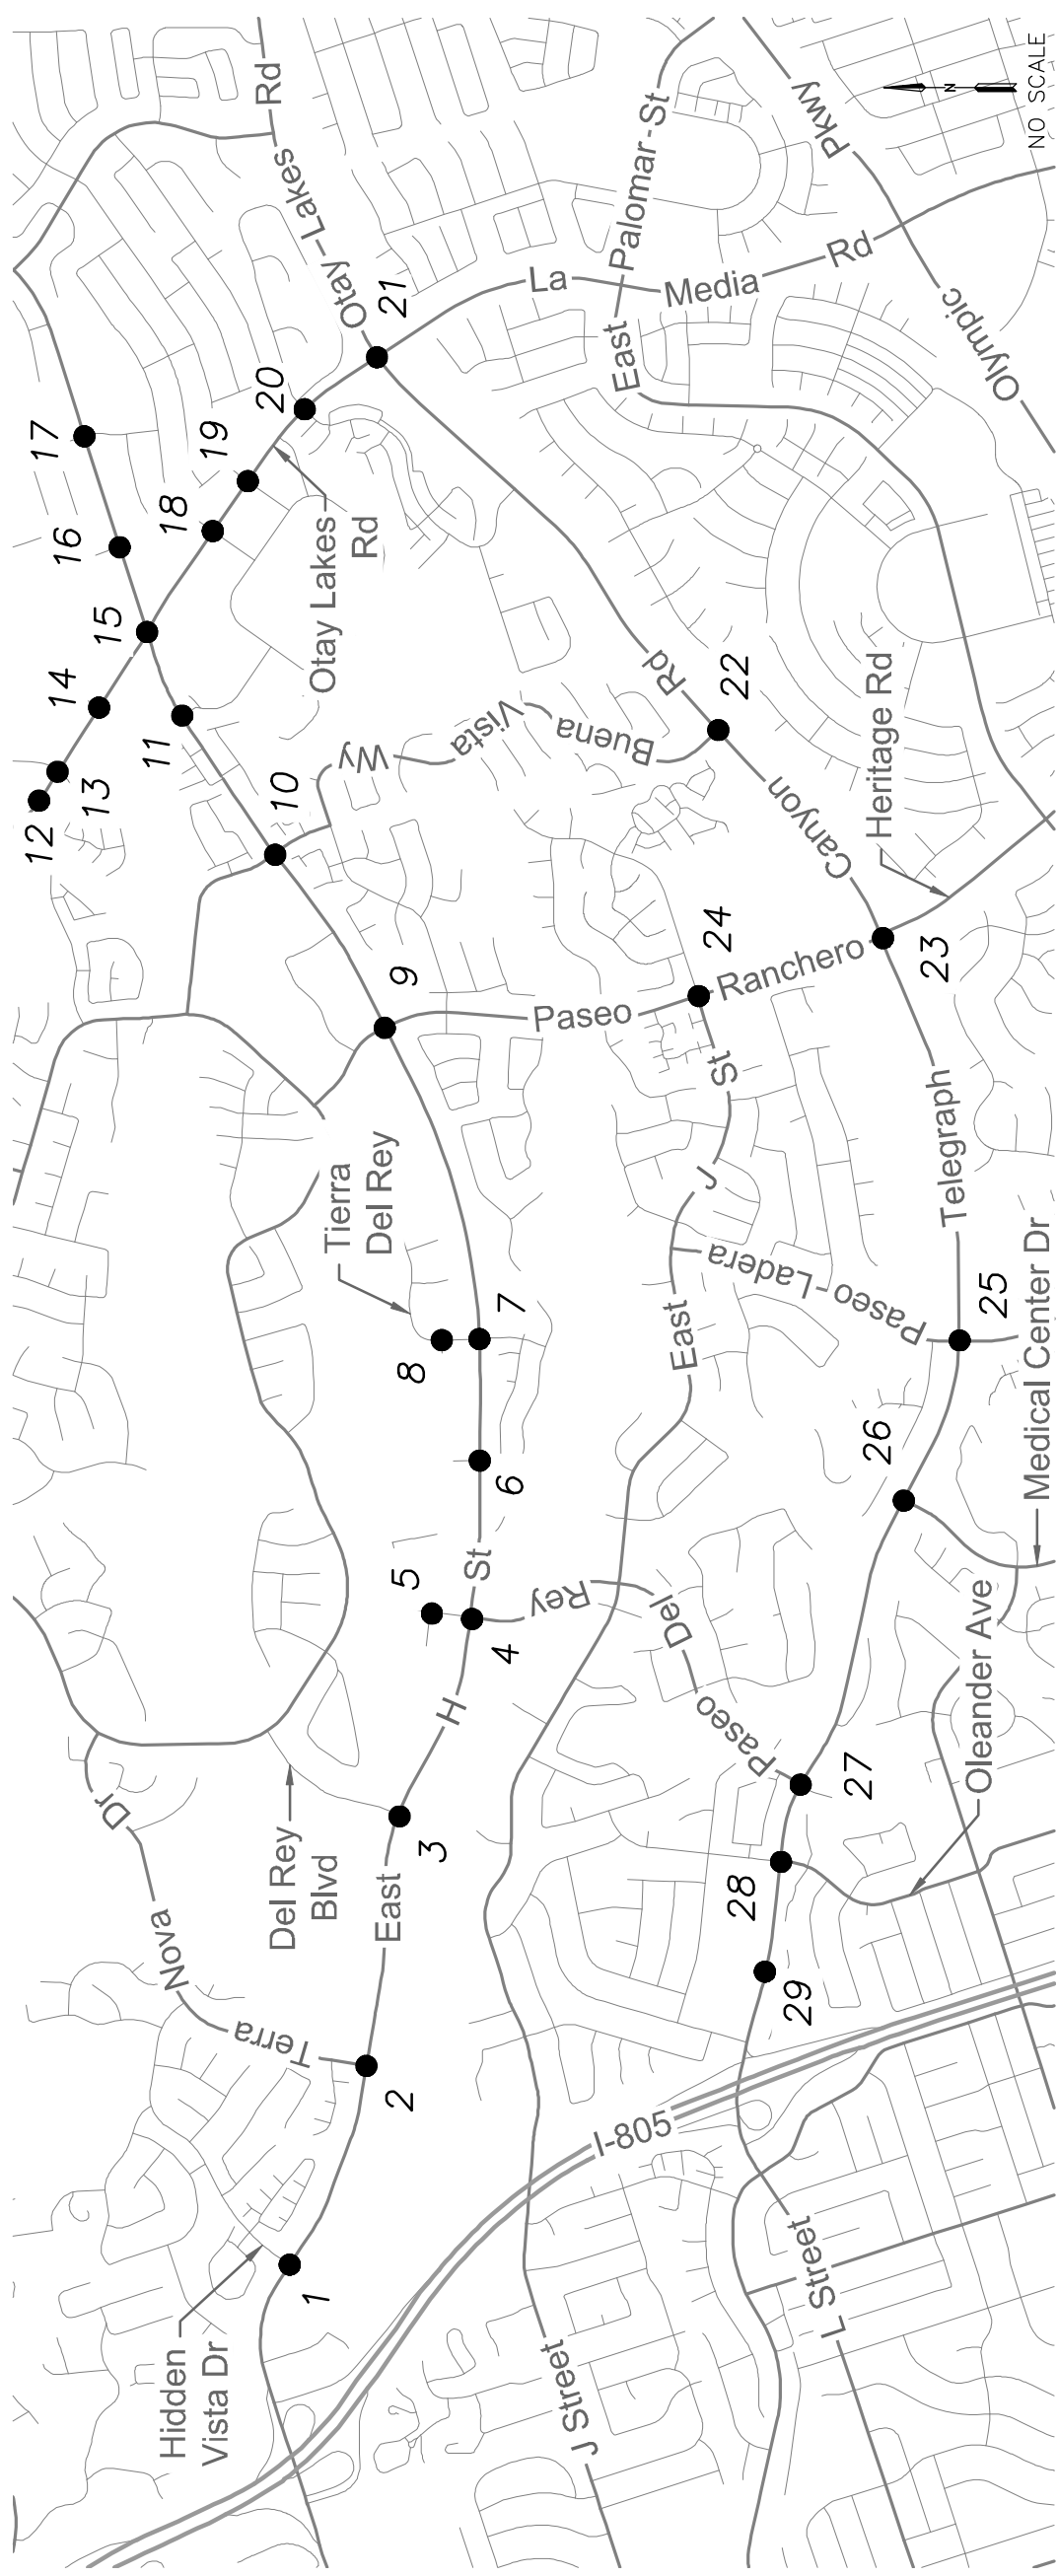 Hidden
Vista Dr
1
Terra
Nova
Dr
2
Del Rey
Blvd
East
3
H
St
4
5
6
7
8
Tierra
Del Rey
9
10
11
12
13
14
15
16
17
18
19
20
21
Otay Lakes
Rd
Otay Lakes
Rd
Wy
Vista
Buena
22
Rd
Canyon
Heritage Rd
23
24
Paseo
Ranchero
East
J
St
Paseo Ladera
Telegraph
25
26
Medical Center Dr
Oleander Ave
Paseo
Del
Rey
27
28
29
I-805
J Street
L Street
La
Media
Rd
East
Palomar St
Olympic
Pkwy
N
NO SCALE